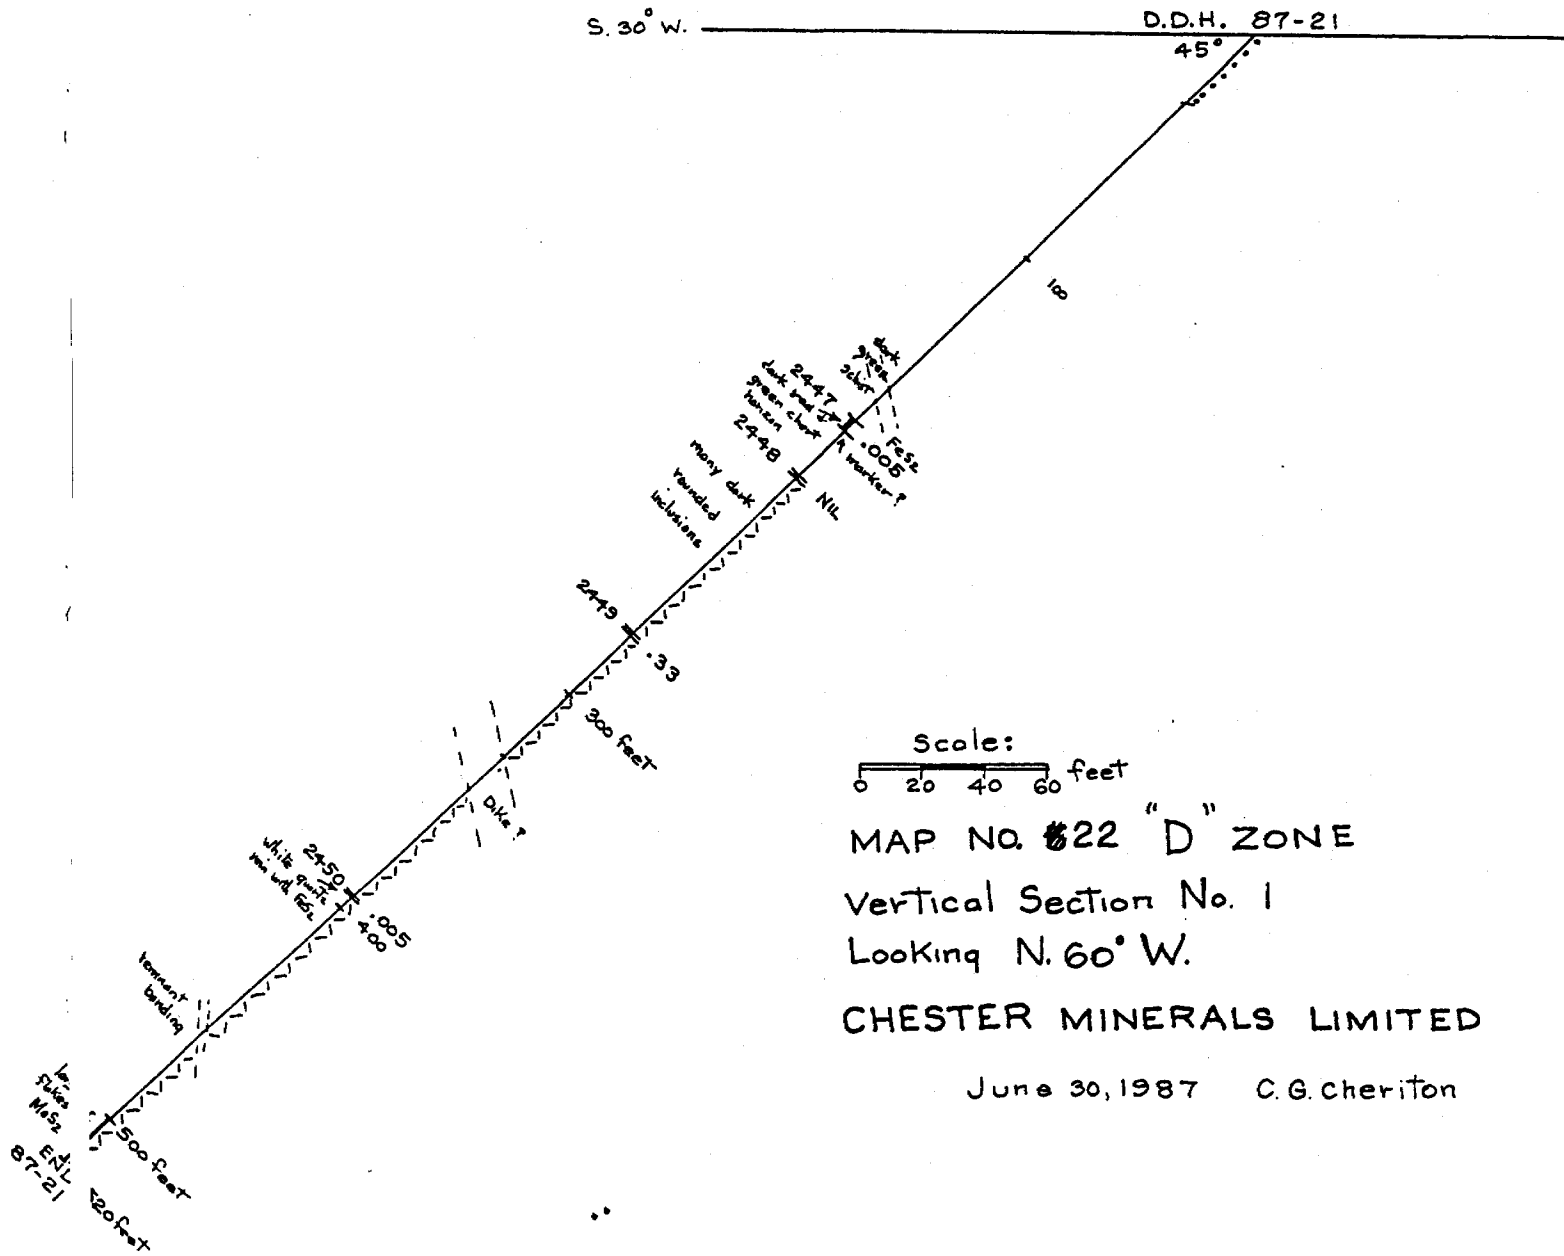 S. 30° W.
D.D.H. 87-21
45°
100
dark
green
schist
2447
dark red
green chert
horizon
FeS2
.005
marker?
2448
NIL
many dark
rounded
inclusions
2449
.33
300 feet
Dike?
2450
white quartz
vein with FeS2
.005
400
remnant
banding
flakes
MoS2
500 feet
87-21
520 feet
Scale:
0 20 40 60 feet
MAP NO. 22 "D" ZONE
Vertical Section No. 1
Looking N. 60° W.
CHESTER MINERALS LIMITED
June 30, 1987 C. G. Cheriton